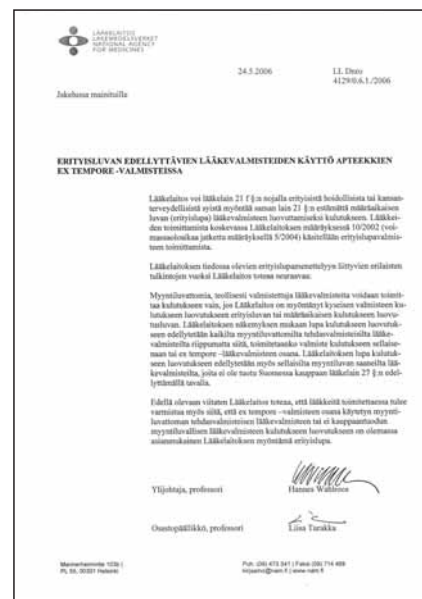 LÄÄKELAITOS
LÄKEMEDELSVERKET
NATIONAL AGENCY
FOR MEDICINES
24.5.2006
LL Dnro
4129/0.6.1./2006
Jakelussa mainituilla
ERITYISLUVAN EDELLYTTÄVIEN LÄÄKEVALMISTEIDEN KÄYTTÖ APTEEKKIEN
EX TEMPORE -VALMISTEISSA
Lääkelaitos voi lääkelain 21 f §:n nojalla erityisistä hoidollisista tai kansan-
terveydellisistä syistä myöntää saman lain 21 §:n estämättä määräaikaisen
luvan (erityislupa) lääkevalmisteen luovuttamiseksi kulutukseen. Lääkkei-
den toimittamista koskevassa Lääkelaitoksen määräyksessä 10/2002 (voi-
massaoloaika jatkettu määräyksellä 5/2004) käsitellään erityislupavalmis-
teen toimittamista.
Lääkelaitoksen tiedossa olevien erityislupamenettelyyn liittyvien erilaisten
tulkintojen vuoksi Lääkelaitos toteaa seuraavaa:
Myyntiluvattomia, teollisesti valmistettuja lääkevalmisteita voidaan toimit-
taa kulutukseen vain, jos Lääkelaitos on myöntänyt kyseisen valmisteen ku-
lutukseen luovutukseen erityisluvan tai määräaikaisen kulutukseen luovu-
tusluvan. Lääkelaitoksen näkemyksen mukaan lupa kulutukseen luovutuk-
seen edellytetään kaikilta myyntiluvattomilta tehdasvalmisteisilta lääke-
valmisteilta riippumatta siitä, toimitetaanko valmiste kulutukseen sellaise-
naan tai ex tempore –lääkevalmisteen osana. Lääkelaitoksen lupa kulutuk-
seen luovutukseen edellytetään myös sellaisilta myyntiluvan saaneilta lää-
kevalmisteilta, joita ei ole tuotu Suomessa kauppaan lääkelain 27 §:n edel-
lyttämällä tavalla.
Edellä olevaan viitaten Lääkelaitos toteaa, että lääkkeitä toimitettaessa tulee
varmistua myös siitä, että ex tempore –valmisteen osana käytetyn myynti-
luvattoman tehdasvalmisteisen lääkevalmisteen tai ei kauppaantuodun
myyntiluvallisen lääkevalmisteen kulutukseen luovutukseen on olemassa
asianmukainen Lääkelaitoksen myöntämä erityislupa.
Ylijohtaja, professori
Hannes Wahlroos
Osastopäällikkö, professori
Liisa Turakka
Mannerheimintie 103b |
PL 55, 00301 Helsinki
Puh. (09) 473 341 | Faksi (09) 714 469
kirjaamo@nam.fi | www.nam.fi